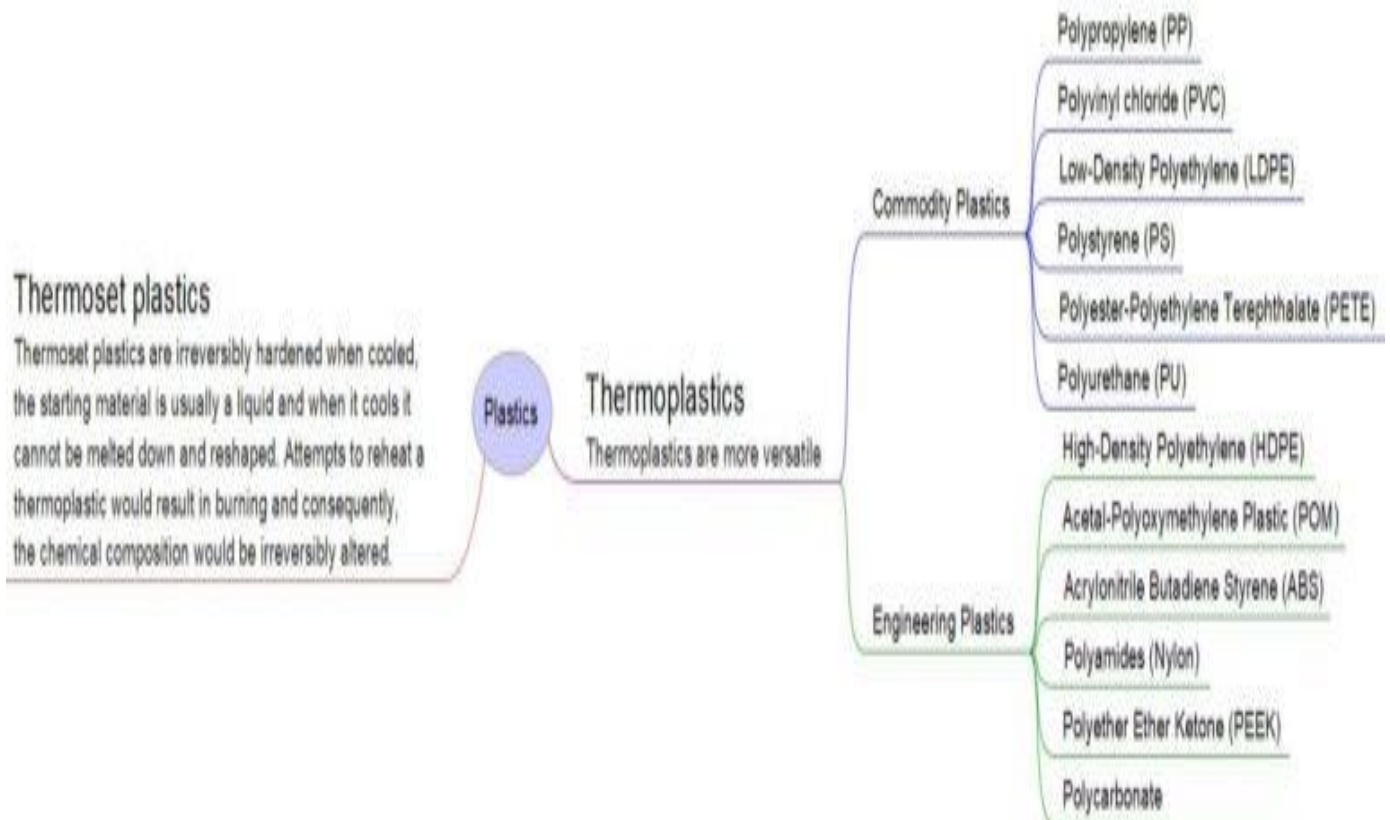 Thermoset plastics
Thermoset plastics are irreversibly hardened when cooled,
the starting material is usually a liquid and when it cools it
cannot be melted down and reshaped. Attempts to reheat a
thermoplastic would result in burning and consequently,
the chemical composition would be irreversibly altered.
Plastics
Thermoplastics
Thermoplastics are more versatile
Commodity Plastics
Polypropylene (PP)
Polyvinyl chloride (PVC)
Low-Density Polyethylene (LDPE)
Polystyrene (PS)
Polyester-Polyethylene Terephthalate (PETE)
Polyurethane (PU)
Engineering Plastics
High-Density Polyethylene (HDPE)
Acetal-Polyoxymethylene Plastic (POM)
Acrylonitrile Butadiene Styrene (ABS)
Polyamides (Nylon)
Polyether Ether Ketone (PEEK)
Polycarbonate